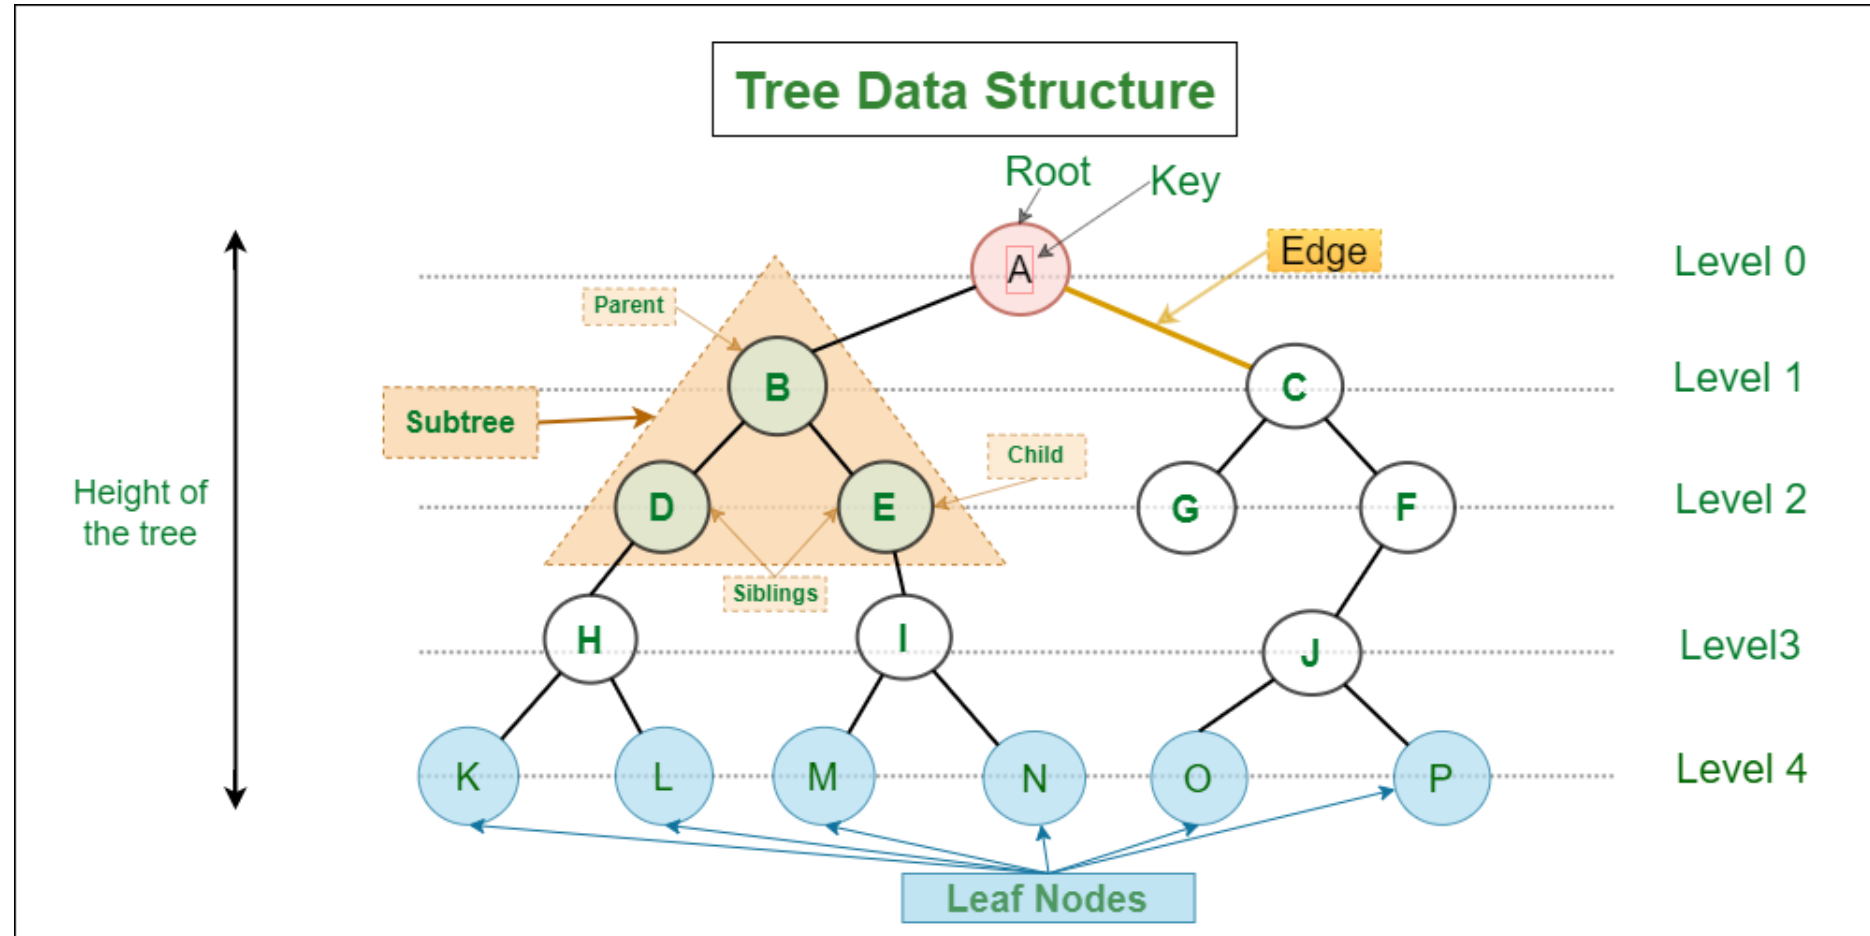 Tree Data Structure
Root
Key
A
Edge
Level 0
Parent
B
C
Level 1
Subtree
Child
D
E
G
F
Level 2
Height of
the tree
Siblings
H
I
J
Level3
K
L
M
N
O
P
Level 4
Leaf Nodes